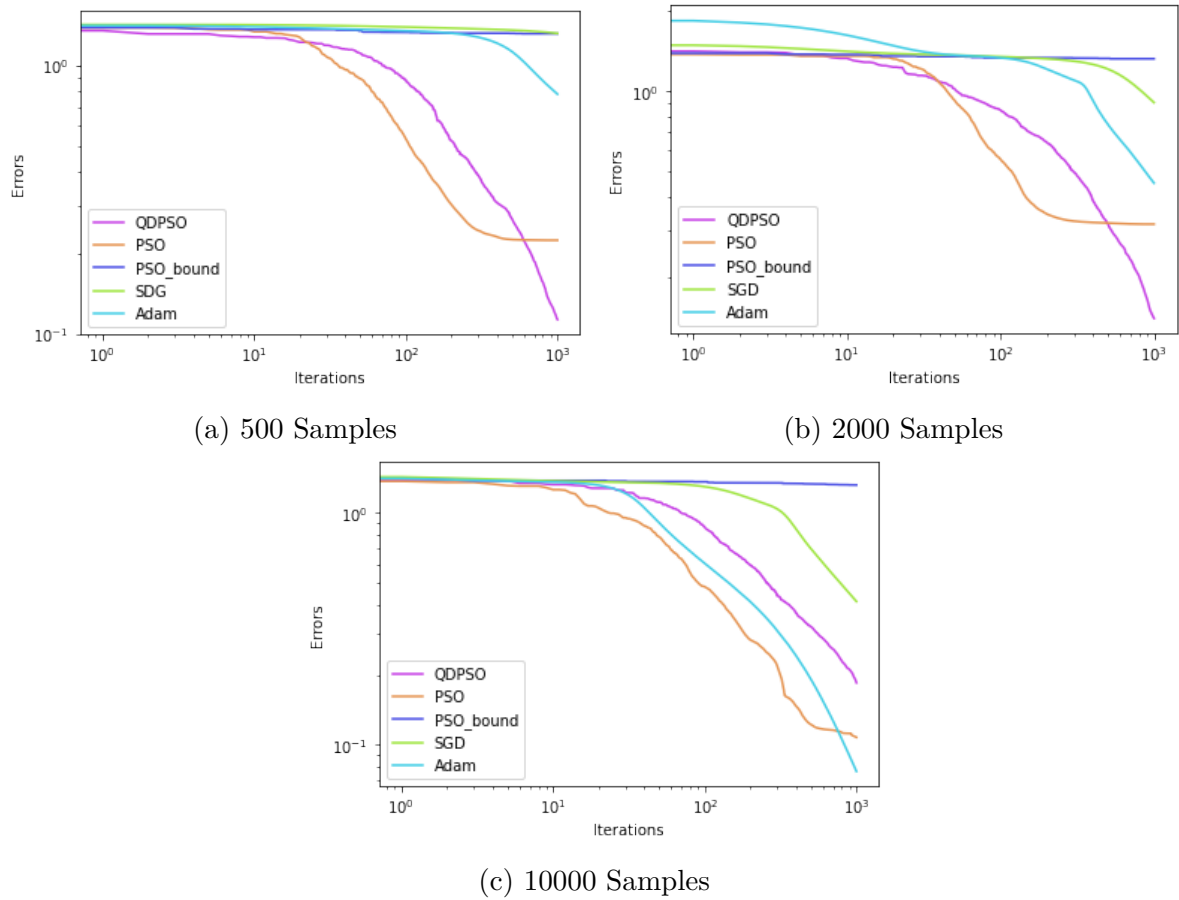 10⁰
10⁻¹
Errors
QDPSO
PSO
PSO_bound
SDG
Adam
10⁰ 10¹ 10² 10³
Iterations
(a) 500 Samples
10⁰
Errors
QDPSO
PSO
PSO_bound
SGD
Adam
10⁰ 10¹ 10² 10³
Iterations
(b) 2000 Samples
10⁰
10⁻¹
Errors
QDPSO
PSO
PSO_bound
SGD
Adam
10⁰ 10¹ 10² 10³
Iterations
(c) 10000 Samples